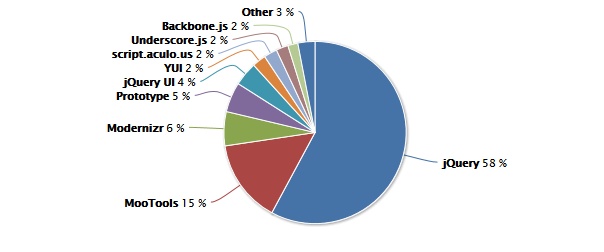 Other 3 %
Backbone.js 2 %
Underscore.js 2 %
script.aculo.us 2 %
YUI 2 %
jQuery UI 4 %
Prototype 5 %
Modernizr 6 %
jQuery 58 %
MooTools 15 %